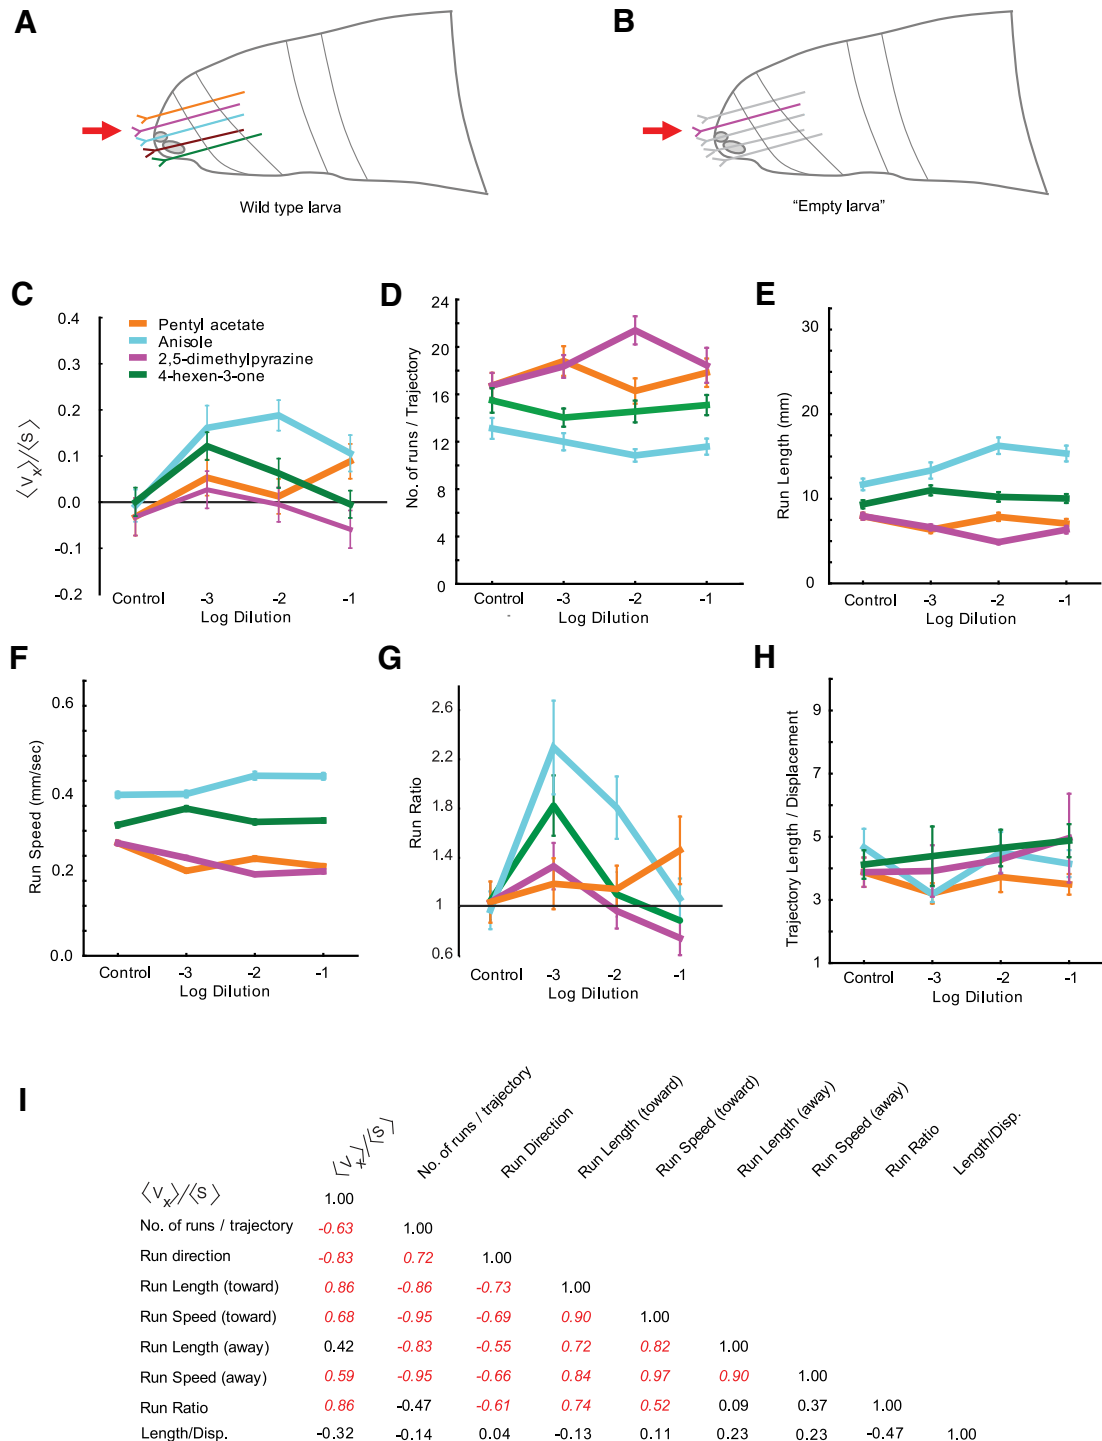 A
B
Wild type larva
"Empty larva"
C
D
E
0.4
0.3
0.2
0.1
0.0
-0.1
-0.2
⟨Vx⟩/⟨S⟩
Pentyl acetate
Anisole
2,5-dimethylpyrazine
4-hexen-3-one
Control
-3
-2
-1
Log Dilution
24
20
16
12
8
4
0
No. of runs / Trajectory
Control
-3
-2
-1
Log Dilution
30
20
10
0
Run Length (mm)
Control
-3
-2
-1
Log Dilution
F
G
H
0.6
0.4
0.2
0.0
Run Speed (mm/sec)
Control
-3
-2
-1
Log Dilution
2.6
2.2
1.8
1.4
1
0.6
Run Ratio
Control
-3
-2
-1
Log Dilution
9
7
5
3
1
Trajectory Length / Displacement
Control
-3
-2
-1
Log Dilution
I
⟨Vx⟩/⟨S⟩
No. of runs / trajectory
Run Direction
Run Length (toward)
Run Speed (toward)
Run Length (away)
Run Speed (away)
Run Ratio
Length/Disp.
⟨Vx⟩/⟨S⟩ 1.00
No. of runs / trajectory -0.63 1.00
Run direction -0.83 0.72 1.00
Run Length (toward) 0.86 -0.86 -0.73 1.00
Run Speed (toward) 0.68 -0.95 -0.69 0.90 1.00
Run Length (away) 0.42 -0.83 -0.55 0.72 0.82 1.00
Run Speed (away) 0.59 -0.95 -0.66 0.84 0.97 0.90 1.00
Run Ratio 0.86 -0.47 -0.61 0.74 0.52 0.09 0.37 1.00
Length/Disp. -0.32 -0.14 0.04 -0.13 0.11 0.23 0.23 -0.47 1.00